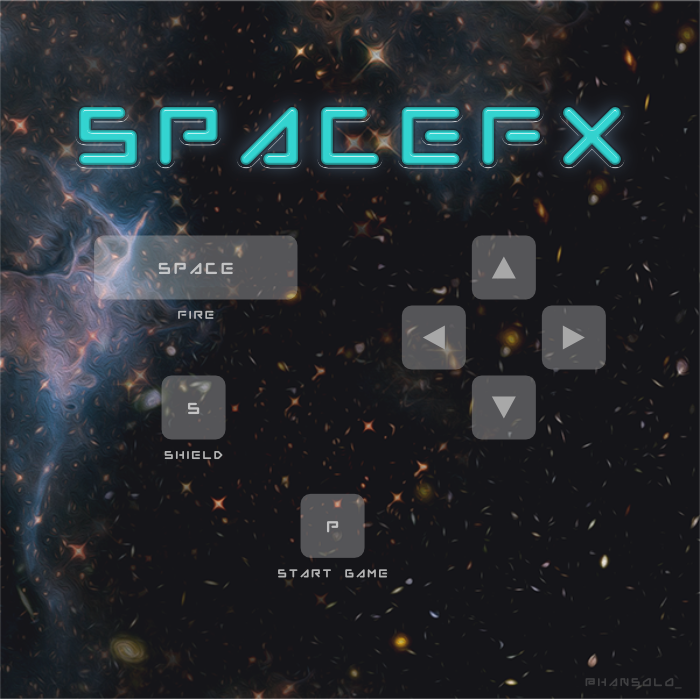 SPACEFX
SPACE
FIRE
S
SHIELD
P
START GAME
@HANSOLO_